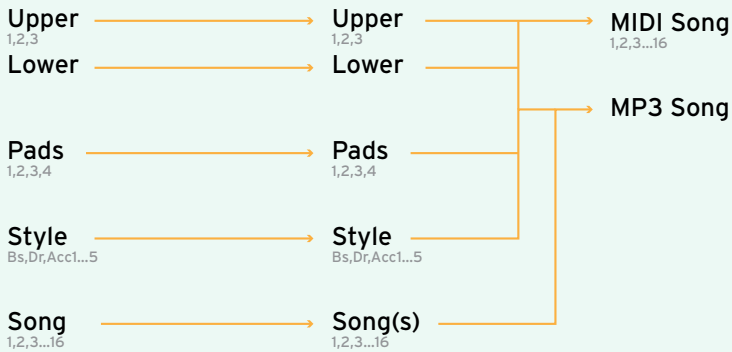 Upper
1,2,3
Upper
1,2,3
MIDI Song
1,2,3...16
Lower
Lower
MP3 Song
Pads
1,2,3,4
Pads
1,2,3,4
Style
Bs,Dr,Acc1...5
Style
Bs,Dr,Acc1...5
Song
1,2,3...16
Song(s)
1,2,3...16